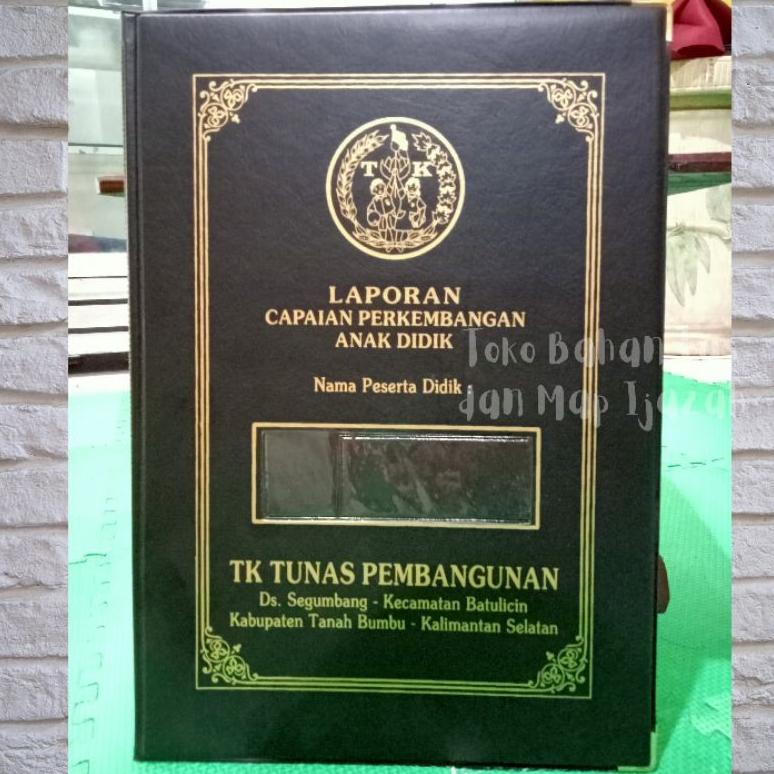 T K
LAPORAN
CAPAIAN PERKEMBANGAN
ANAK DIDIK
Nama Peserta Didik :
TK TUNAS PEMBANGUNAN
Ds. Segumbang - Kecamatan Batulicin
Kabupaten Tanah Bumbu - Kalimantan Selatan
Toko Bahan
dan Map